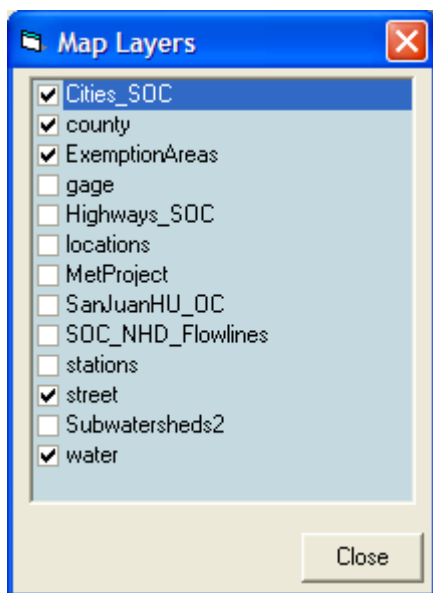 Map Layers
Cities_SOC
county
ExemptionAreas
gage
Highways_SOC
locations
MetProject
SanJuanHU_OC
SOC_NHD_Flowlines
stations
street
Subwatersheds2
water
Close